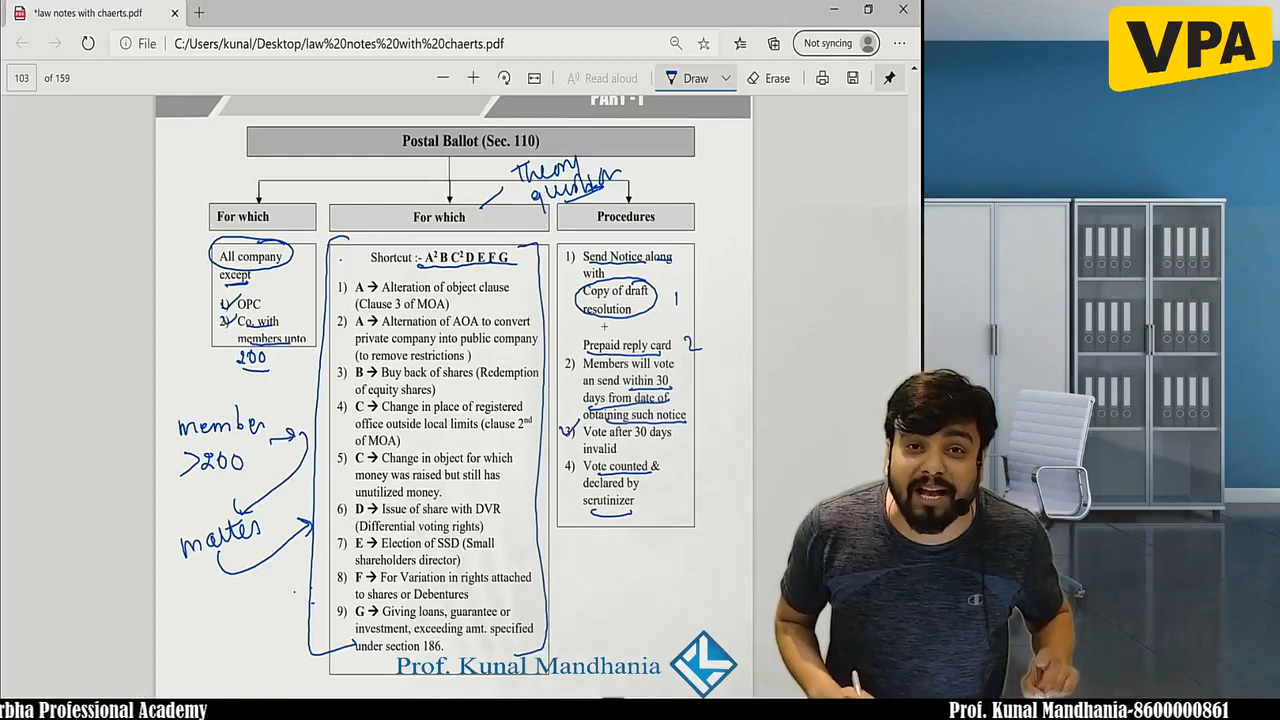 *law notes with chaerts.pdf
File
C:/Users/kunal/Desktop/law%20notes%20with%20chaerts.pdf
Not syncing
103 of 159
Read aloud
Draw
Erase
VPA
PART-I
Postal Ballot (Sec. 110)
Theory
question
For which
All company
except
1) OPC
2) Co. with
members upto
200
member
>200
matters
For which
Shortcut :- A² B C² D E F G
1) A → Alteration of object clause
(Clause 3 of MOA)
2) A → Alternation of AOA to convert
private company into public company
(to remove restrictions )
3) B → Buy back of shares (Redemption
of equity shares)
4) C → Change in place of registered
office outside local limits (clause 2nd
of MOA)
5) C → Change in object for which
money was raised but still has
unutilized money.
6) D → Issue of share with DVR
(Differential voting rights)
7) E → Election of SSD (Small
shareholders director)
8) F → For Variation in rights attached
to shares or Debentures
9) G → Giving loans, guarantee or
investment, exceeding amt. specified
under section 186.
Procedures
1) Send Notice along
with
Copy of draft
resolution
1
+
Prepaid reply card
2
2) Members will vote
an send within 30
days from date of
obtaining such notice
3) Vote after 30 days
invalid
4) Vote counted &
declared by
scrutinizer
Prof. Kunal Mandhania
rbha Professional Academy
Prof. Kunal Mandhania-8600000861